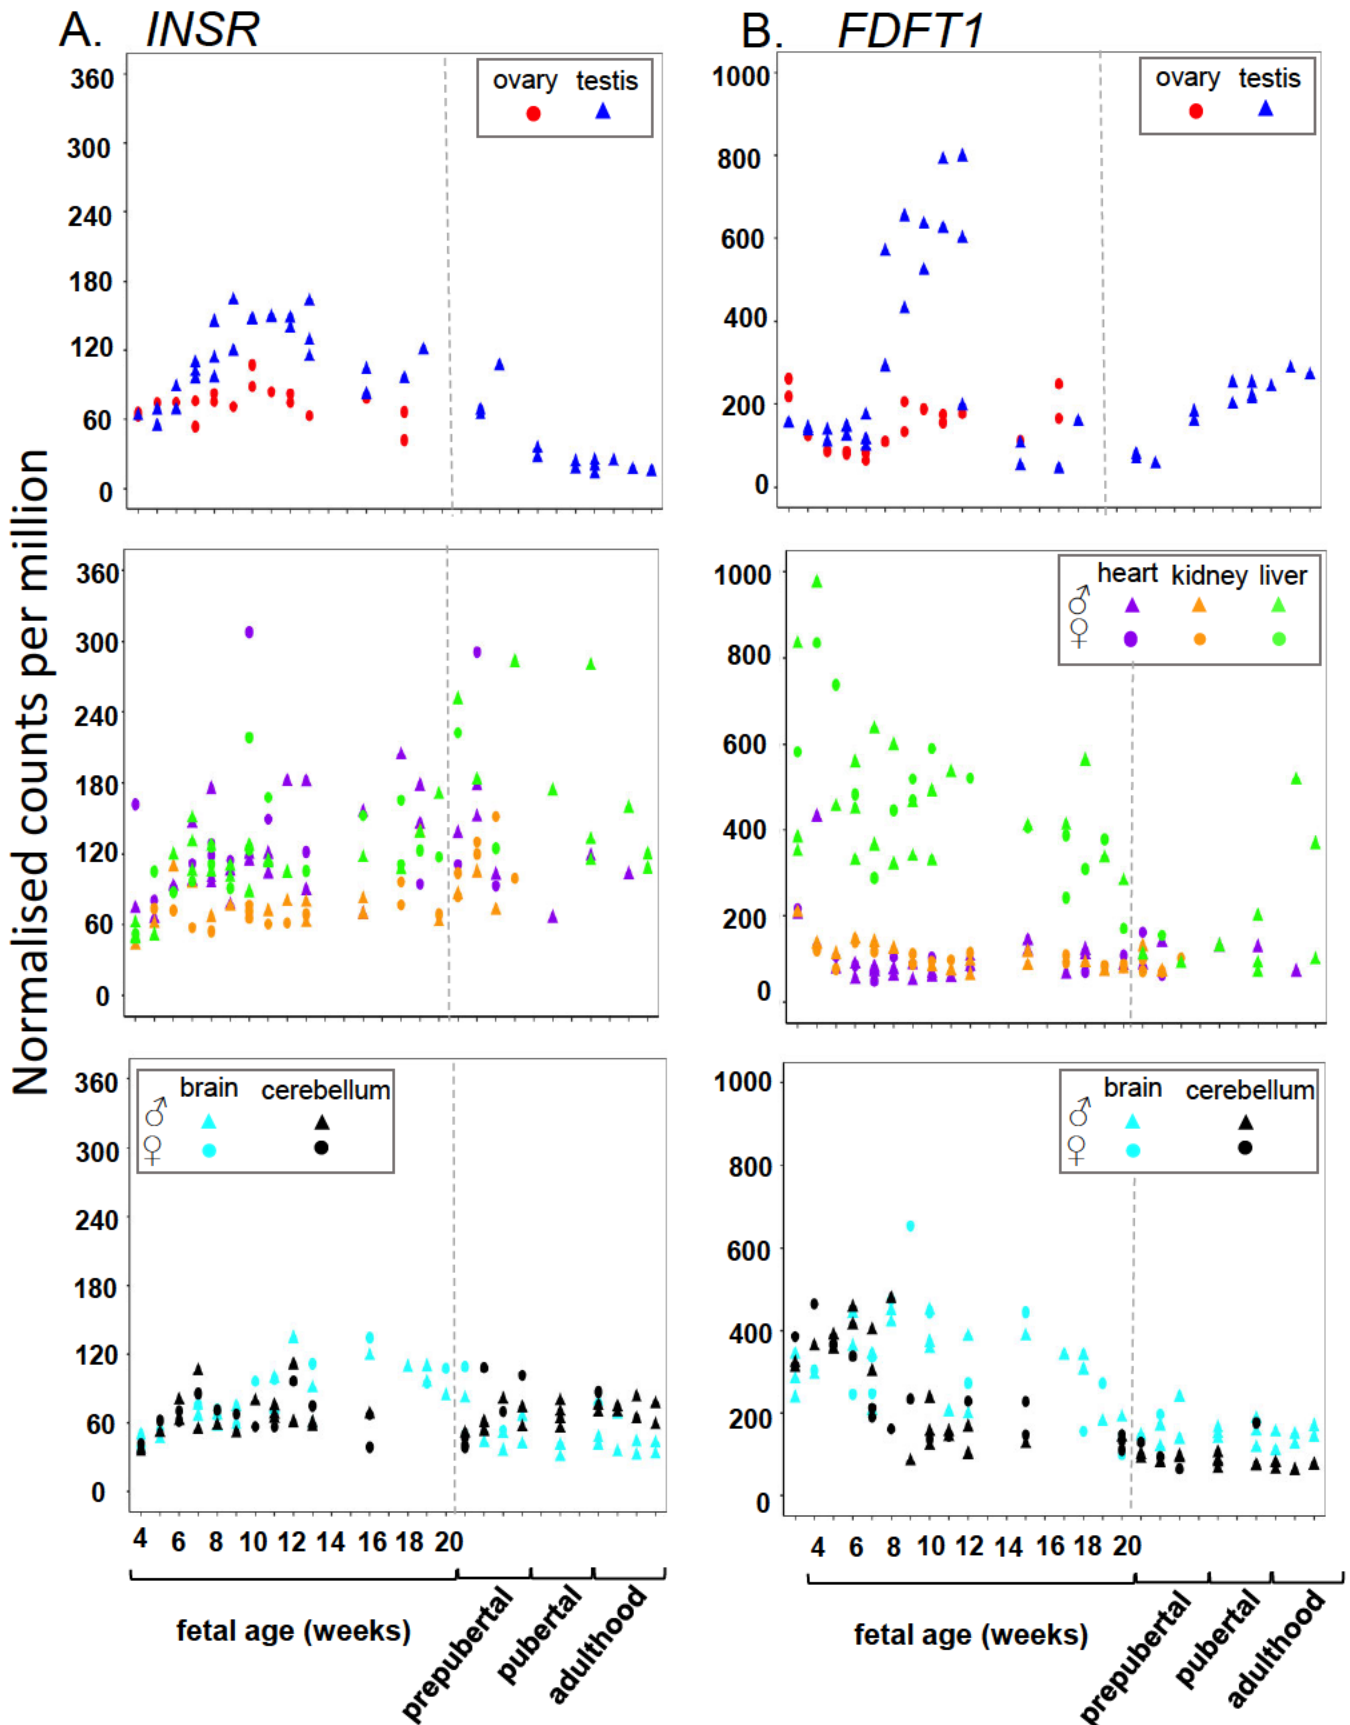 A. INSR
B. FDFT1
Normalised counts per million
360
300
240
180
120
60
0
ovary testis
1000
800
600
400
200
0
ovary testis
360
300
240
180
120
60
0
1000
800
600
400
200
0
heart kidney liver
♂
♀
360
300
240
180
120
60
0
brain cerebellum
♂
♀
1000
800
600
400
200
0
brain cerebellum
♂
♀
4 6 8 10 12 14 16 18 20
fetal age (weeks)
prepubertal
pubertal
adulthood
4 6 8 10 12 14 16 18 20
fetal age (weeks)
prepubertal
pubertal
adulthood